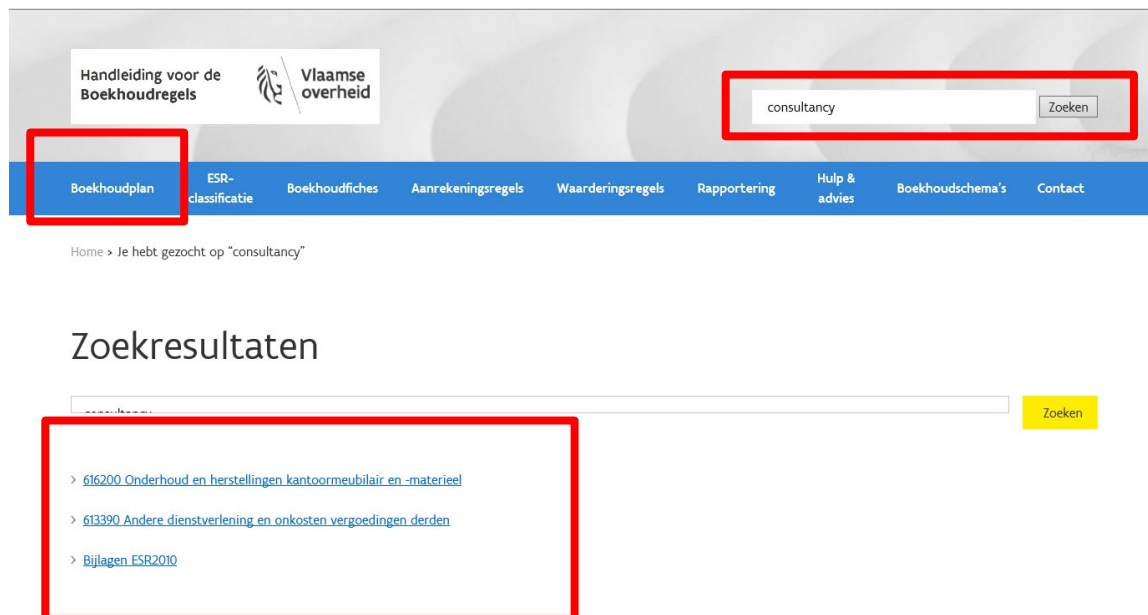 Handleiding voor de
Boekhoudregels
Vlaamse
overheid
consultancy
Zoeken
Boekhoudplan
ESR-
classificatie
Boekhoudfiches
Aanrekeningsregels
Waarderingsregels
Rapportering
Hulp &
advies
Boekhoudschema's
Contact
Home > Je hebt gezocht op "consultancy"
Zoekresultaten
consultancy
Zoeken
> 616200 Onderhoud en herstellingen kantoormeubilair en -materieel
> 613390 Andere dienstverlening en onkosten vergoedingen derden
> Bijlagen ESR2010